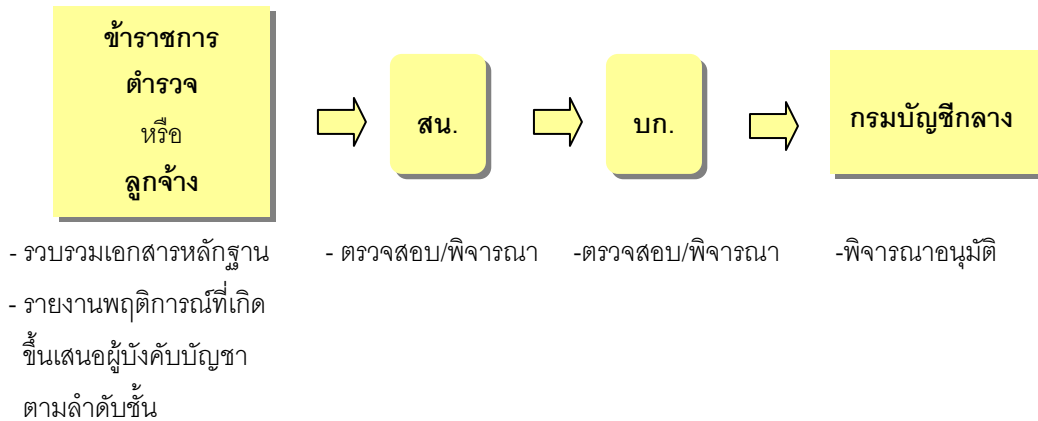 ข้าราชการ
ตำรวจ
หรือ
ลูกจ้าง
สน.
บก.
กรมบัญชีกลาง
- รวบรวมเอกสารหลักฐาน
- รายงานพฤติการณ์ที่เกิด
ขึ้นเสนอผู้บังคับบัญชา
ตามลำดับชั้น
- ตรวจสอบ/พิจารณา
-ตรวจสอบ/พิจารณา
-พิจารณาอนุมัติ